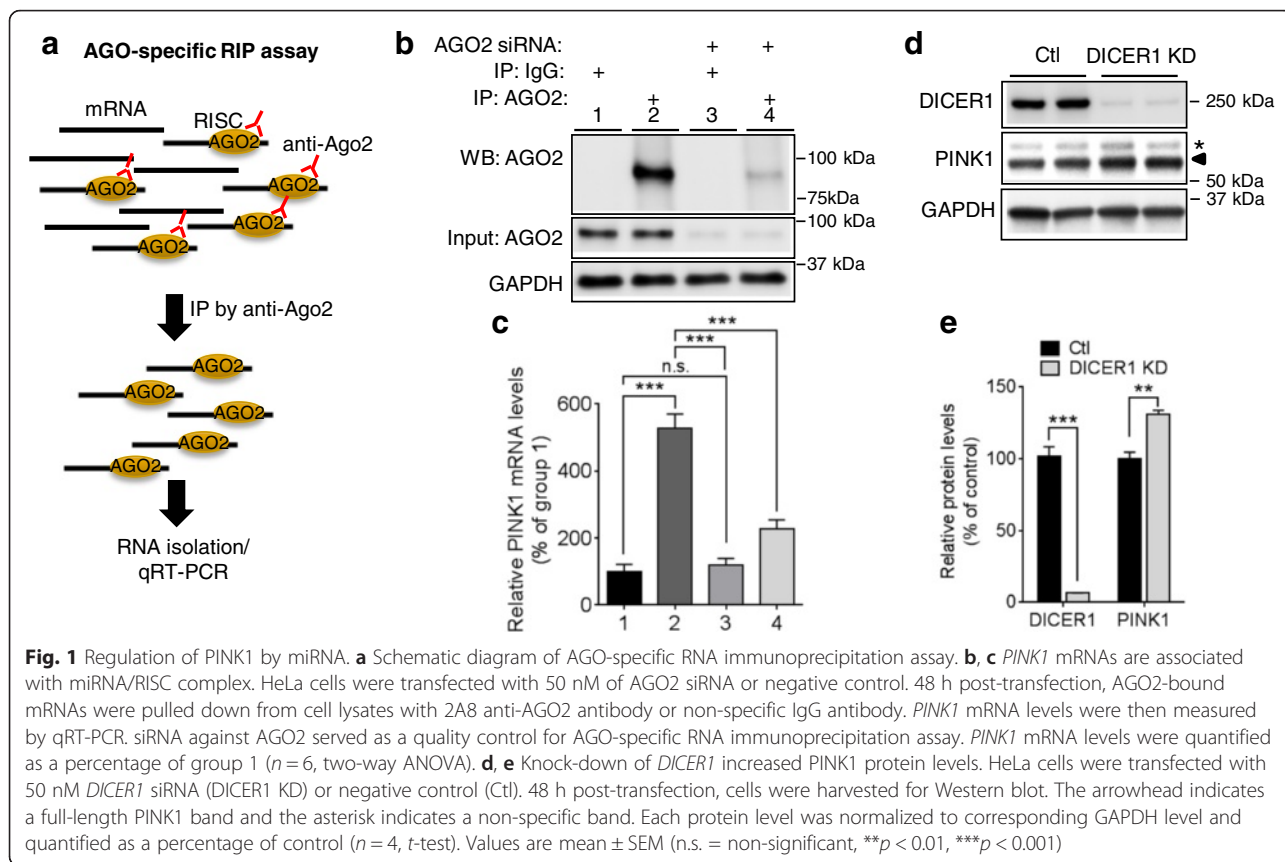 a AGO-specific RIP assay
mRNA
RISC
AGO2
anti-Ago2
AGO2
AGO2
AGO2
AGO2
IP by anti-Ago2
AGO2
AGO2
AGO2
AGO2
AGO2
RNA isolation/
qRT-PCR
b
AGO2 siRNA: + +
IP: IgG: + +
IP: AGO2: + +
1 2 3 4
WB: AGO2
100 kDa
75kDa
Input: AGO2
100 kDa
GAPDH
37 kDa
c
Relative PINK1 mRNA levels
(% of group 1)
***
***
n.s.
***
600
400
200
0
1 2 3 4
d
Ctl DICER1 KD
DICER1
250 kDa
PINK1
*
50 kDa
GAPDH
37 kDa
e
Ctl
DICER1 KD
Relative protein levels
(% of control)
150
100
50
0
***
**
DICER1 PINK1
Fig. 1 Regulation of PINK1 by miRNA. a Schematic diagram of AGO-specific RNA immunoprecipitation assay. b, c PINK1 mRNAs are associated
with miRNA/RISC complex. HeLa cells were transfected with 50 nM of AGO2 siRNA or negative control. 48 h post-transfection, AGO2-bound
mRNAs were pulled down from cell lysates with 2A8 anti-AGO2 antibody or non-specific IgG antibody. PINK1 mRNA levels were then measured
by qRT-PCR. siRNA against AGO2 served as a quality control for AGO-specific RNA immunoprecipitation assay. PINK1 mRNA levels were quantified
as a percentage of group 1 (n = 6, two-way ANOVA). d, e Knock-down of DICER1 increased PINK1 protein levels. HeLa cells were transfected with
50 nM DICER1 siRNA (DICER1 KD) or negative control (Ctl). 48 h post-transfection, cells were harvested for Western blot. The arrowhead indicates
a full-length PINK1 band and the asterisk indicates a non-specific band. Each protein level was normalized to corresponding GAPDH level and
quantified as a percentage of control (n = 4, t-test). Values are mean ± SEM (n.s. = non-significant, **p < 0.01, ***p < 0.001)